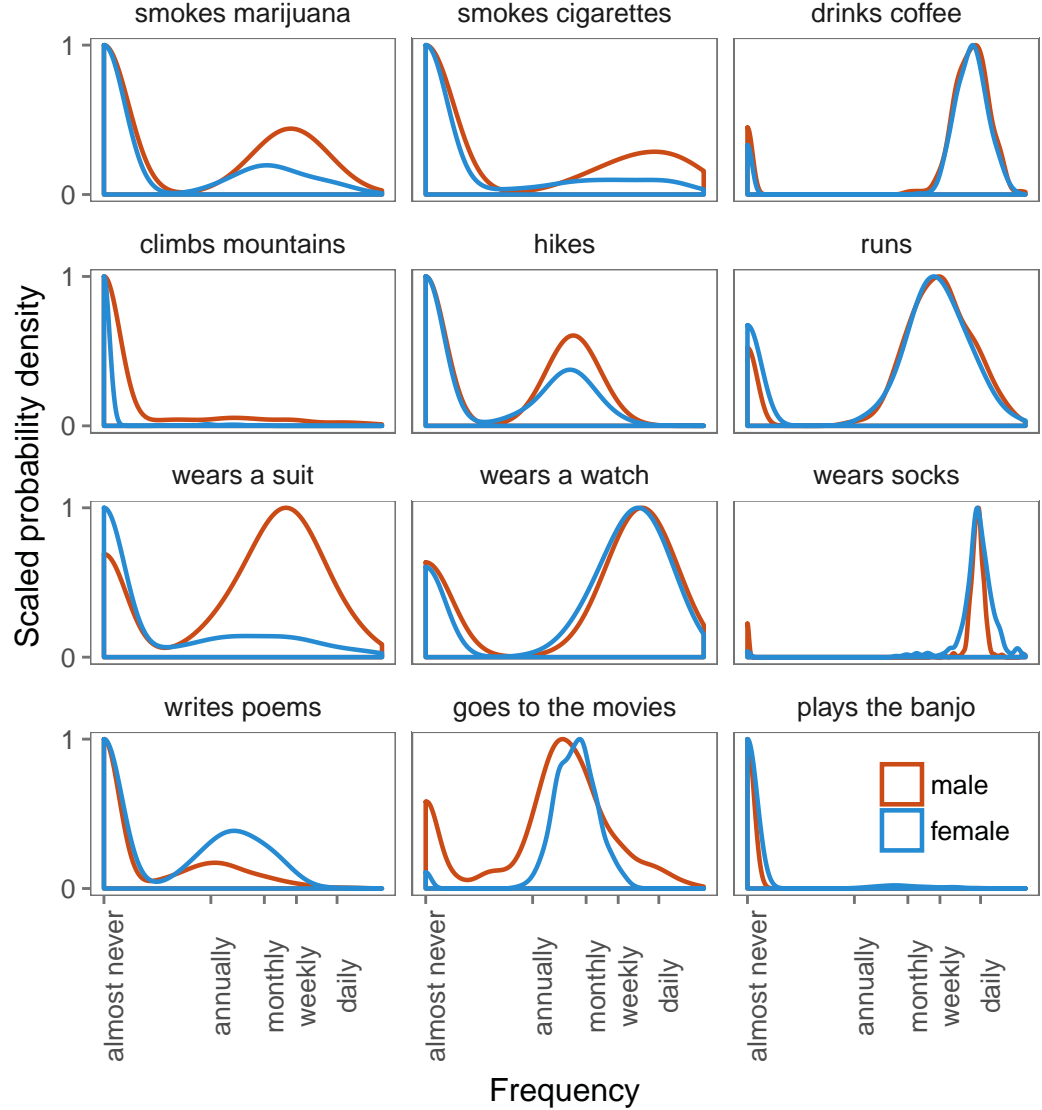 smokes marijuana
smokes cigarettes
drinks coffee
1
0
climbs mountains
hikes
runs
1
0
wears a suit
wears a watch
wears socks
1
0
writes poems
goes to the movies
plays the banjo
1
0
male
female
Scaled probability density
almost never
annually
monthly
weekly
daily
almost never
annually
monthly
weekly
daily
almost never
annually
monthly
weekly
daily
Frequency